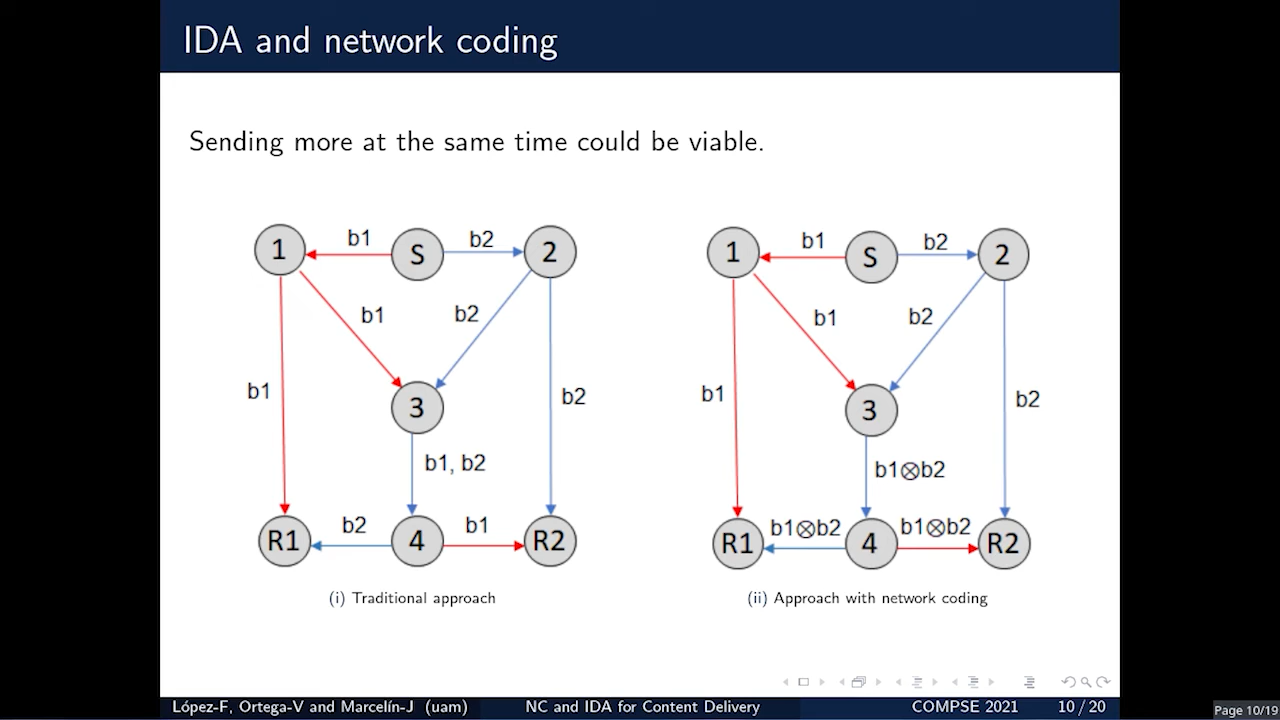 IDA and network coding
Sending more at the same time could be viable.
1 b1 S b2 2
b1 b2
b1 3 b2
b1, b2
R1 b2 4 b1 R2
(i) Traditional approach
1 b1 S b2 2
b1 b2
b1 3 b2
b1⊗b2
R1 b1⊗b2 4 b1⊗b2 R2
(ii) Approach with network coding
López-F, Ortega-V and Marcelín-J (uam) NC and IDA for Content Delivery COMPSE 2021 10 / 20
Page 10/19